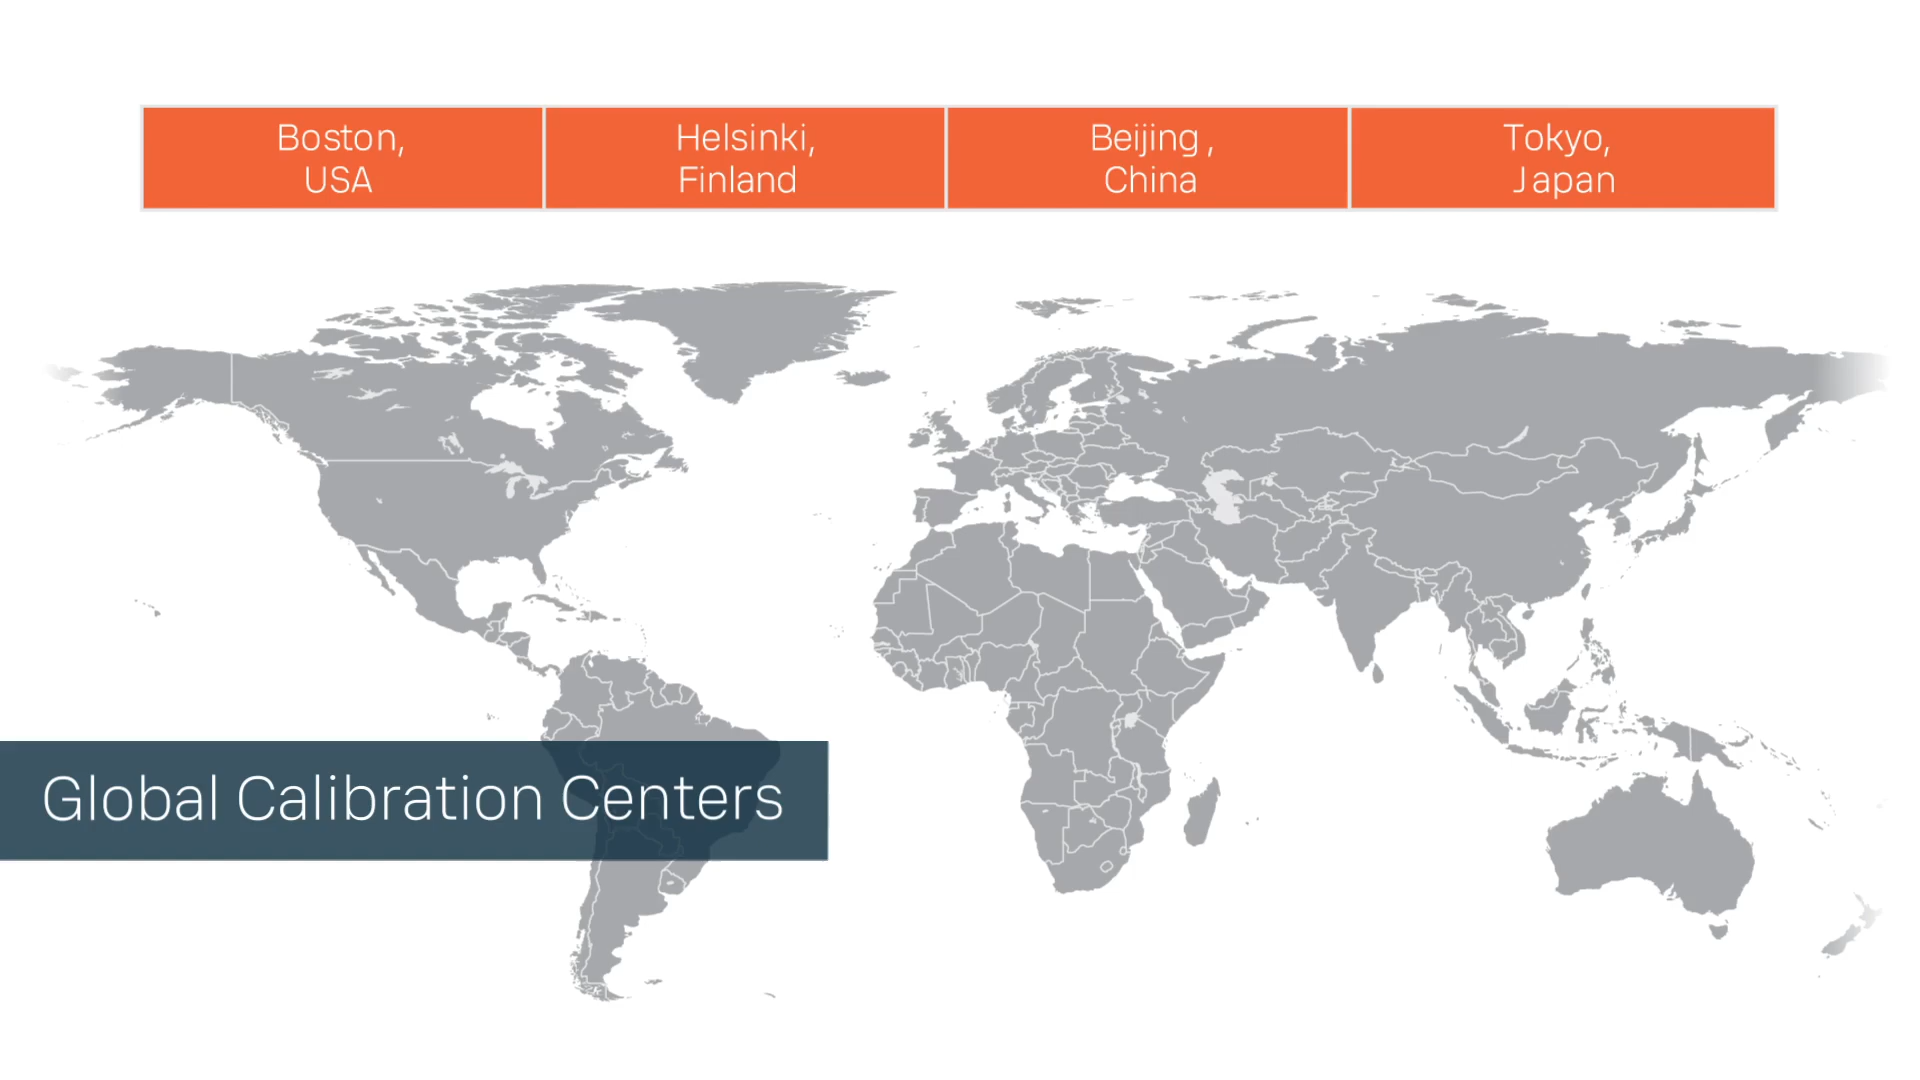 Boston,
USA
Helsinki,
Finland
Beijing,
China
Tokyo,
Japan
Global Calibration Centers